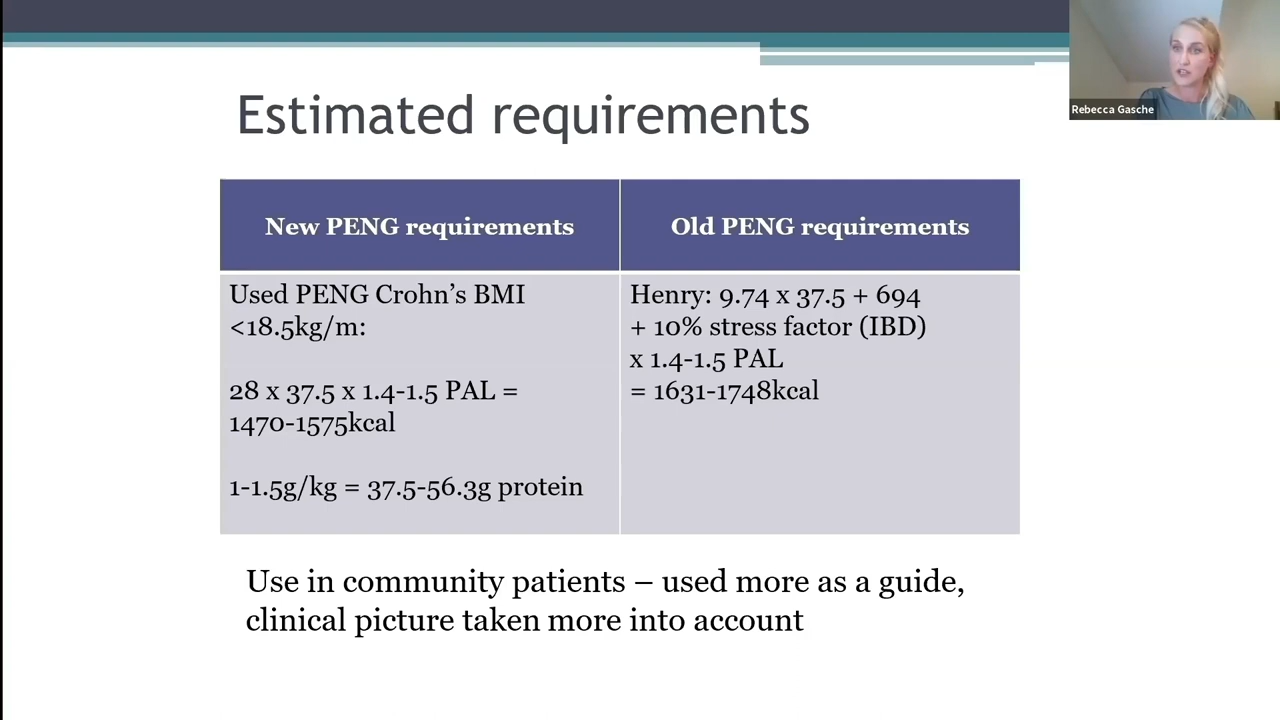 Rebecca Gasche
Estimated requirements
New PENG requirements
Old PENG requirements
Used PENG Crohn's BMI
<18.5kg/m:
28 x 37.5 x 1.4-1.5 PAL =
1470-1575kcal
1-1.5g/kg = 37.5-56.3g protein
Henry: 9.74 x 37.5 + 694
+ 10% stress factor (IBD)
x 1.4-1.5 PAL
= 1631-1748kcal
Use in community patients – used more as a guide,
clinical picture taken more into account